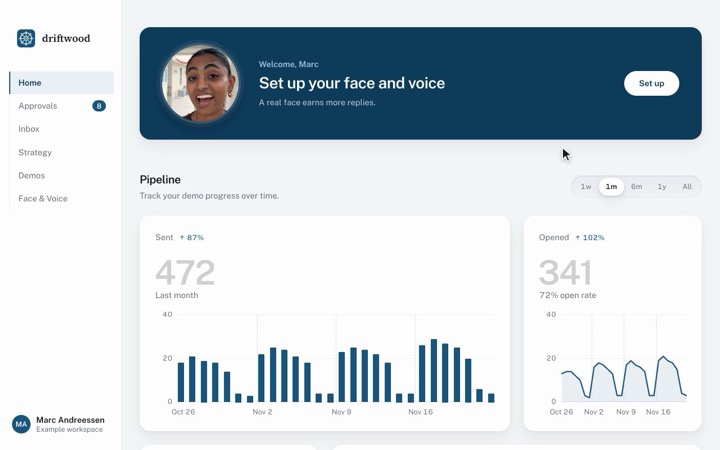 driftwood
Home
Approvals 8
Inbox
Strategy
Demos
Face & Voice
MA
Marc Andreessen
Example workspace
Welcome, Marc
Set up your face and voice
A real face earns more replies.
Set up
Pipeline
Track your demo progress over time.
1w 1m 6m 1y All
Sent ↑ 87%
472
Last month
40
20
0
Oct 26 Nov 2 Nov 9 Nov 16
Opened ↑ 102%
341
72% open rate
40
20
0
Oct 26 Nov 2 Nov 9 Nov 16